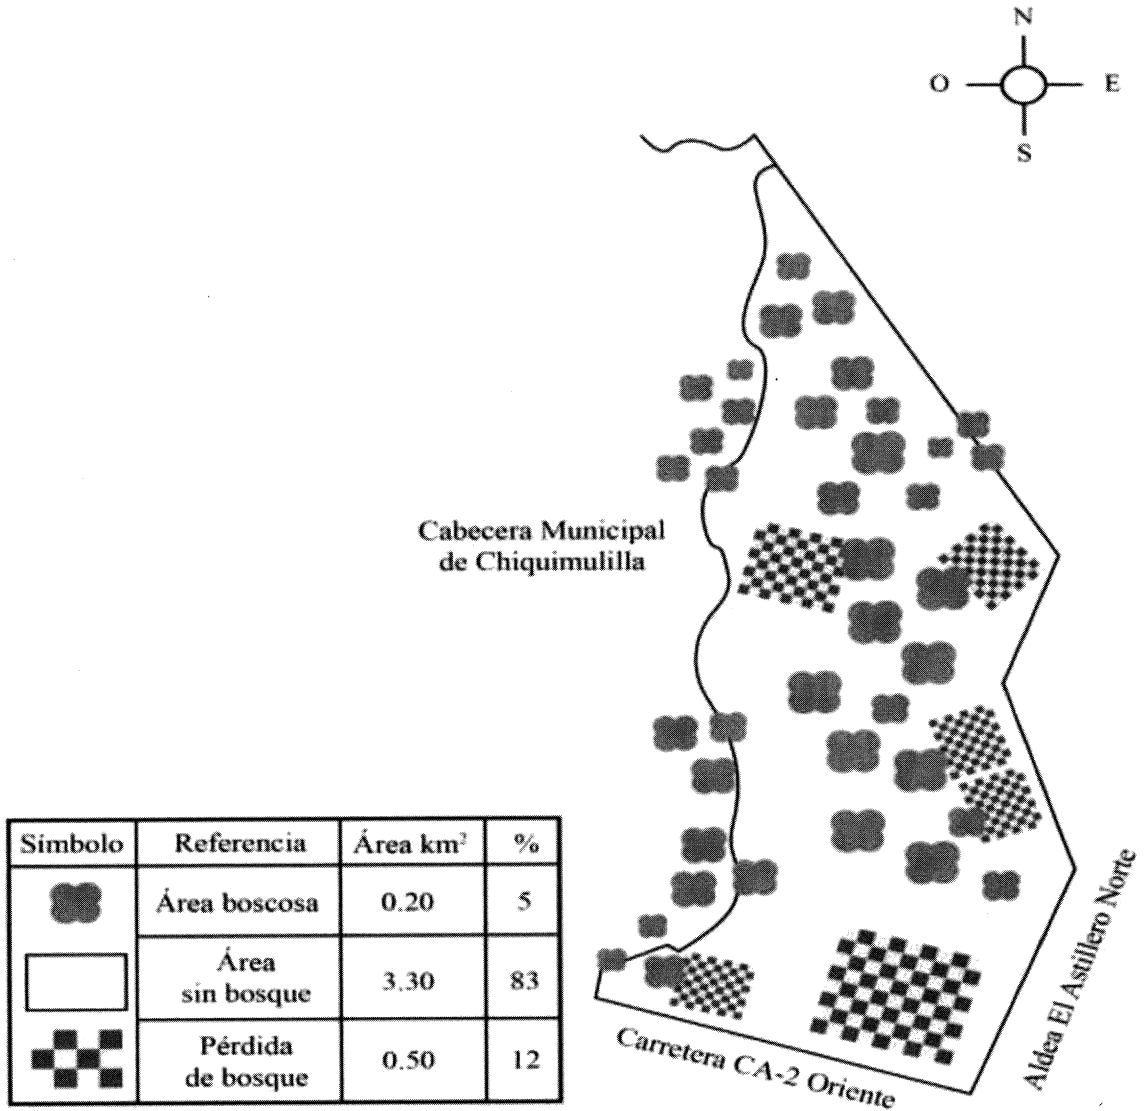 N
O E
S
Cabecera Municipal
de Chiquimulilla
Símbolo Referencia Área km² %
Área boscosa 0.20 5
Área
sin bosque 3.30 83
Pérdida
de bosque 0.50 12
Carretera CA-2 Oriente
Aldea El Astillero Norte